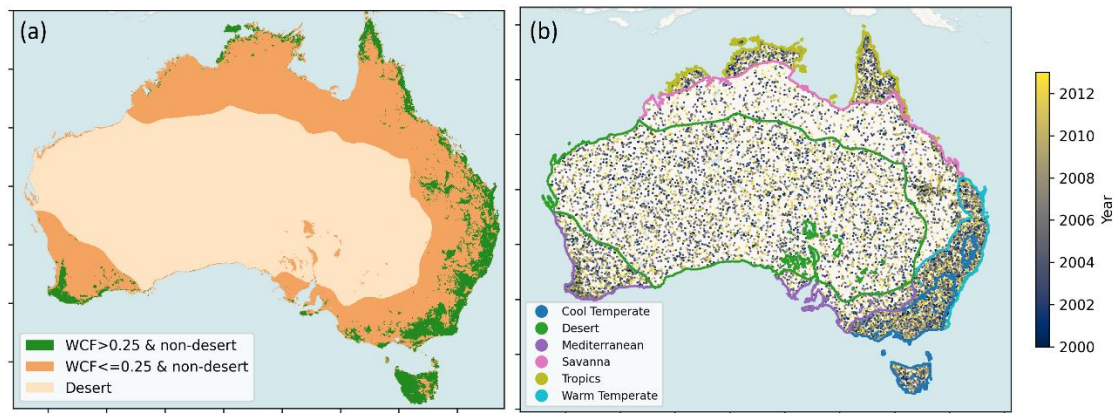 (a)
WCF>0.25 & non-desert
WCF<=0.25 & non-desert
Desert
(b)
Cool Temperate
Desert
Mediterranean
Savanna
Tropics
Warm Temperate
2012
2010
2008
2006
2004
2002
2000
Year